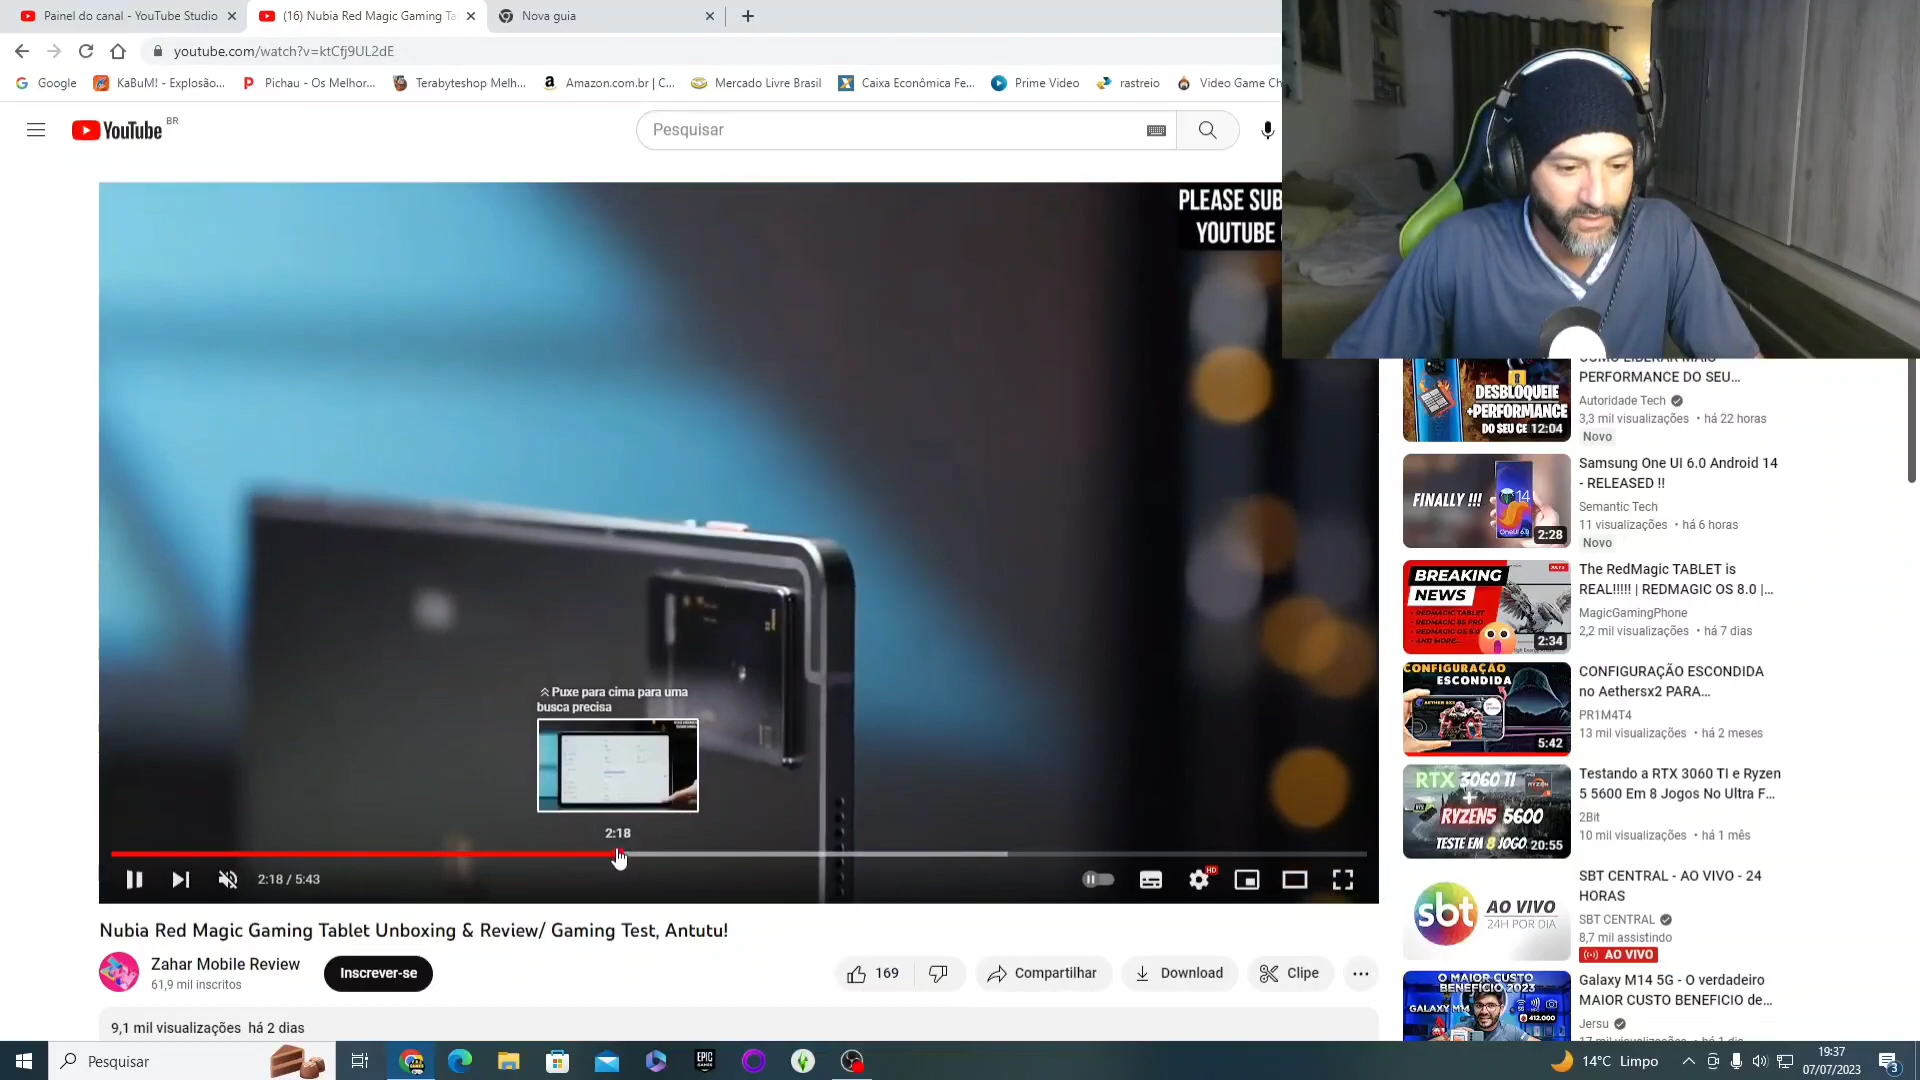 Painel do canal - YouTube Studio
(16) Nubia Red Magic Gaming Ta
Nova guia
youtube.com/watch?v=ktCfj9UL2dE
Google
KaBuM! - Explosão...
Pichau - Os Melhor...
Terabyteshop Melh...
Amazon.com.br | C...
Mercado Livre Brasil
Caixa Econômica Fe...
Prime Video
rastreio
Video Game Ch
YouTube BR
Pesquisar
PLEASE SUB
YOUTUBE
Puxe para cima para uma
busca precisa
2:18
2:18 / 5:43
HD
Nubia Red Magic Gaming Tablet Unboxing & Review/ Gaming Test, Antutu!
Zahar Mobile Review
61,9 mil inscritos
Inscrever-se
169
Compartilhar
Download
Clipe
9,1 mil visualizações há 2 dias
DESBLOQUEIE
+PERFORMANCE
DO SEU CE 12:04
COMO LIBERAR MAIS
PERFORMANCE DO SEU...
Autoridade Tech
3,3 mil visualizações • há 22 horas
Novo
FINALLY !!!
14
OneUI 6.0
2:28
Samsung One UI 6.0 Android 14
- RELEASED !!
Semantic Tech
11 visualizações • há 6 horas
Novo
BREAKING
NEWS
• REDMAGIC TABLET
• REDMAGIC 8S PRO
• REDMAGIC OS 8.0
• AND MORE...
2:34
The RedMagic TABLET is
REAL!!!!! | REDMAGIC OS 8.0 |...
MagicGamingPhone
2,2 mil visualizações • há 7 dias
CONFIGURAÇÃO
ESCONDIDA
5:42
CONFIGURAÇÃO ESCONDIDA
no Aethersx2 PARA...
PR1M4T4
13 mil visualizações • há 2 meses
RTX 3060 TI
+
RYZEN5 5600
TESTE EM 8 JOGO 20:55
Testando a RTX 3060 TI e Ryzen
5 5600 Em 8 Jogos No Ultra F...
2Bit
10 mil visualizações • há 1 mês
sbt AO VIVO
24H POR DIA
SBT CENTRAL - AO VIVO - 24
HORAS
SBT CENTRAL
8,7 mil assistindo
AO VIVO
O MAIOR CUSTO
BENEFÍCIO 2023
GALAXY M14
412.000
Galaxy M14 5G - O verdadeiro
MAIOR CUSTO BENEFICIO de...
Jersu
Pesquisar
EPIC GAMES
14°C Limpo
19:37
07/07/2023
3